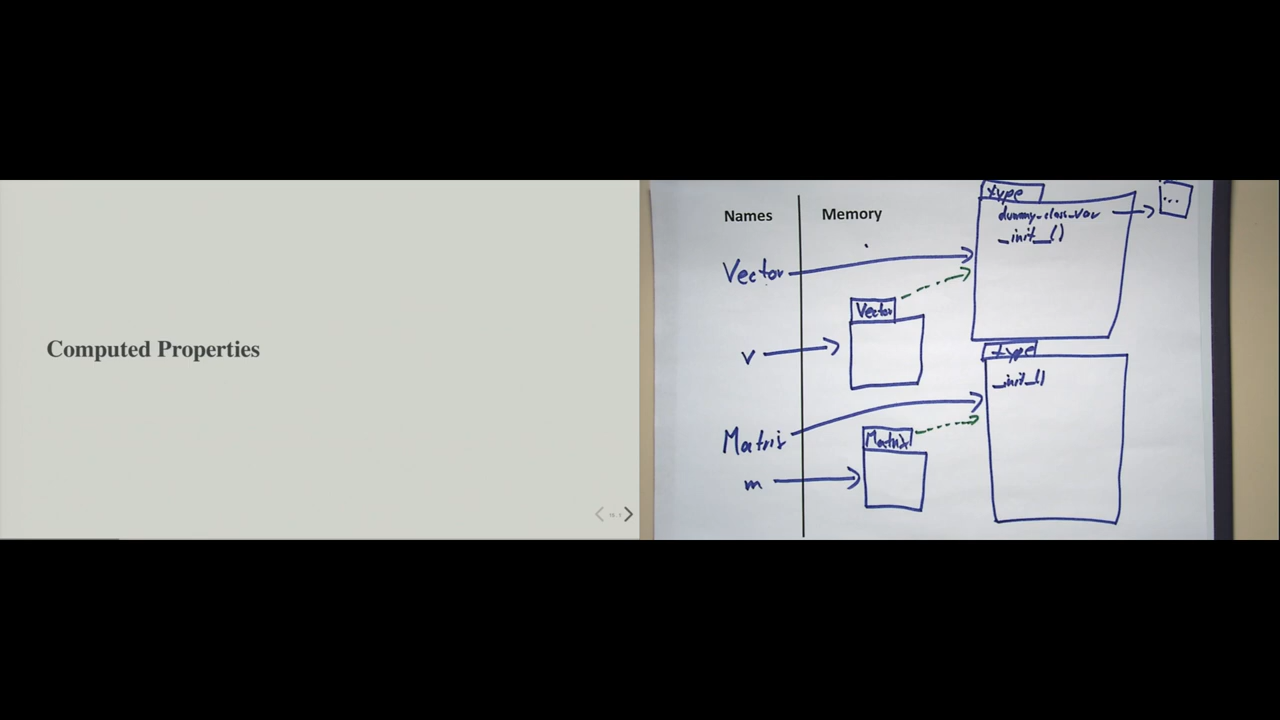 Computed Properties
Names
Memory
type
dummy_class_var
...
__init__()
Vector
Vector
v
type
__init__()
Matrix
Matrix
m